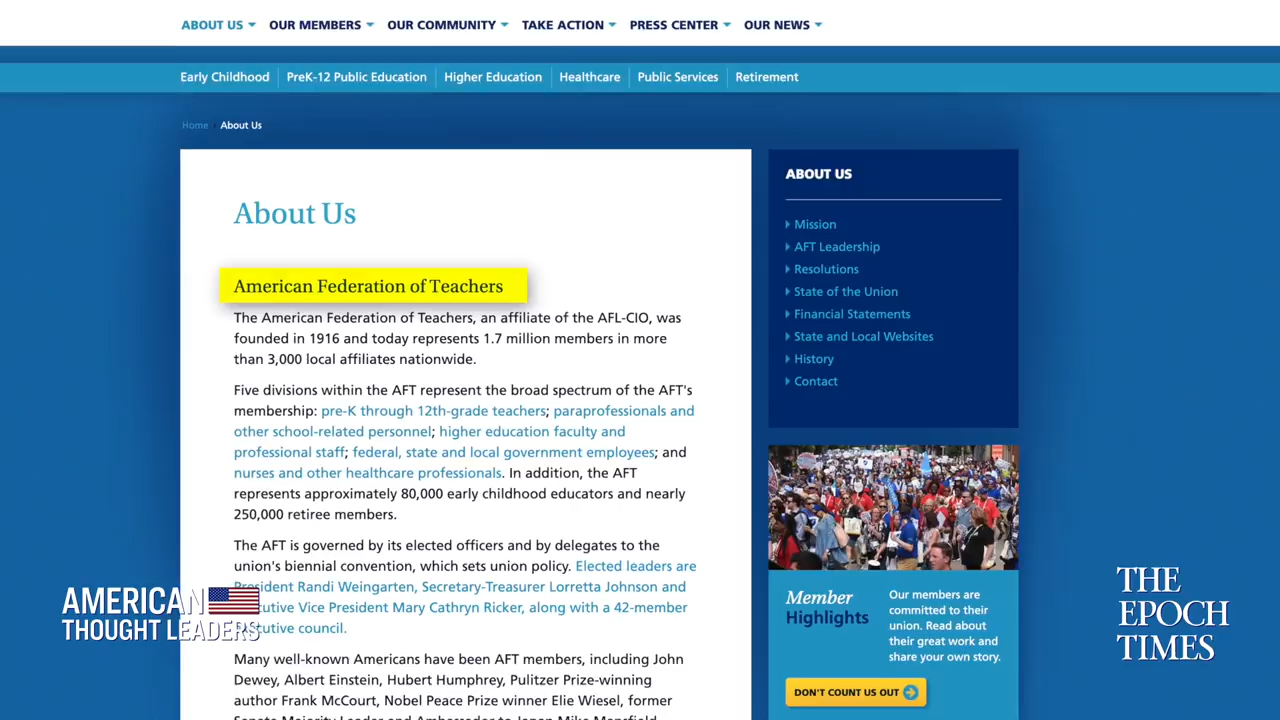 ABOUT US OUR MEMBERS OUR COMMUNITY TAKE ACTION PRESS CENTER OUR NEWS
Early Childhood PreK-12 Public Education Higher Education Healthcare Public Services Retirement
Home About Us
About Us
American Federation of Teachers
The American Federation of Teachers, an affiliate of the AFL-CIO, was
founded in 1916 and today represents 1.7 million members in more
than 3,000 local affiliates nationwide.
Five divisions within the AFT represent the broad spectrum of the AFT's
membership: pre-K through 12th-grade teachers; paraprofessionals and
other school-related personnel; higher education faculty and
professional staff; federal, state and local government employees; and
nurses and other healthcare professionals. In addition, the AFT
represents approximately 80,000 early childhood educators and nearly
250,000 retiree members.
The AFT is governed by its elected officers and by delegates to the
union's biennial convention, which sets union policy. Elected leaders are
President Randi Weingarten, Secretary-Treasurer Lorretta Johnson and
Vice President Mary Cathryn Ricker, along with a 42-member
council.
Many well-known Americans have been AFT members, including John
Dewey, Albert Einstein, Hubert Humphrey, Pulitzer Prize-winning
author Frank McCourt, Nobel Peace Prize winner Elie Wiesel, former
Senate Majority Leader and Ambassador to Japan Mike Mansfield
ABOUT US
Mission
AFT Leadership
Resolutions
State of the Union
Financial Statements
State and Local Websites
History
Contact
Member
Highlights
Our members are
committed to their
union. Read about
their great work and
share your own story.
DON'T COUNT US OUT
AMERICAN
THOUGHT LEADERS
THE
EPOCH
TIMES